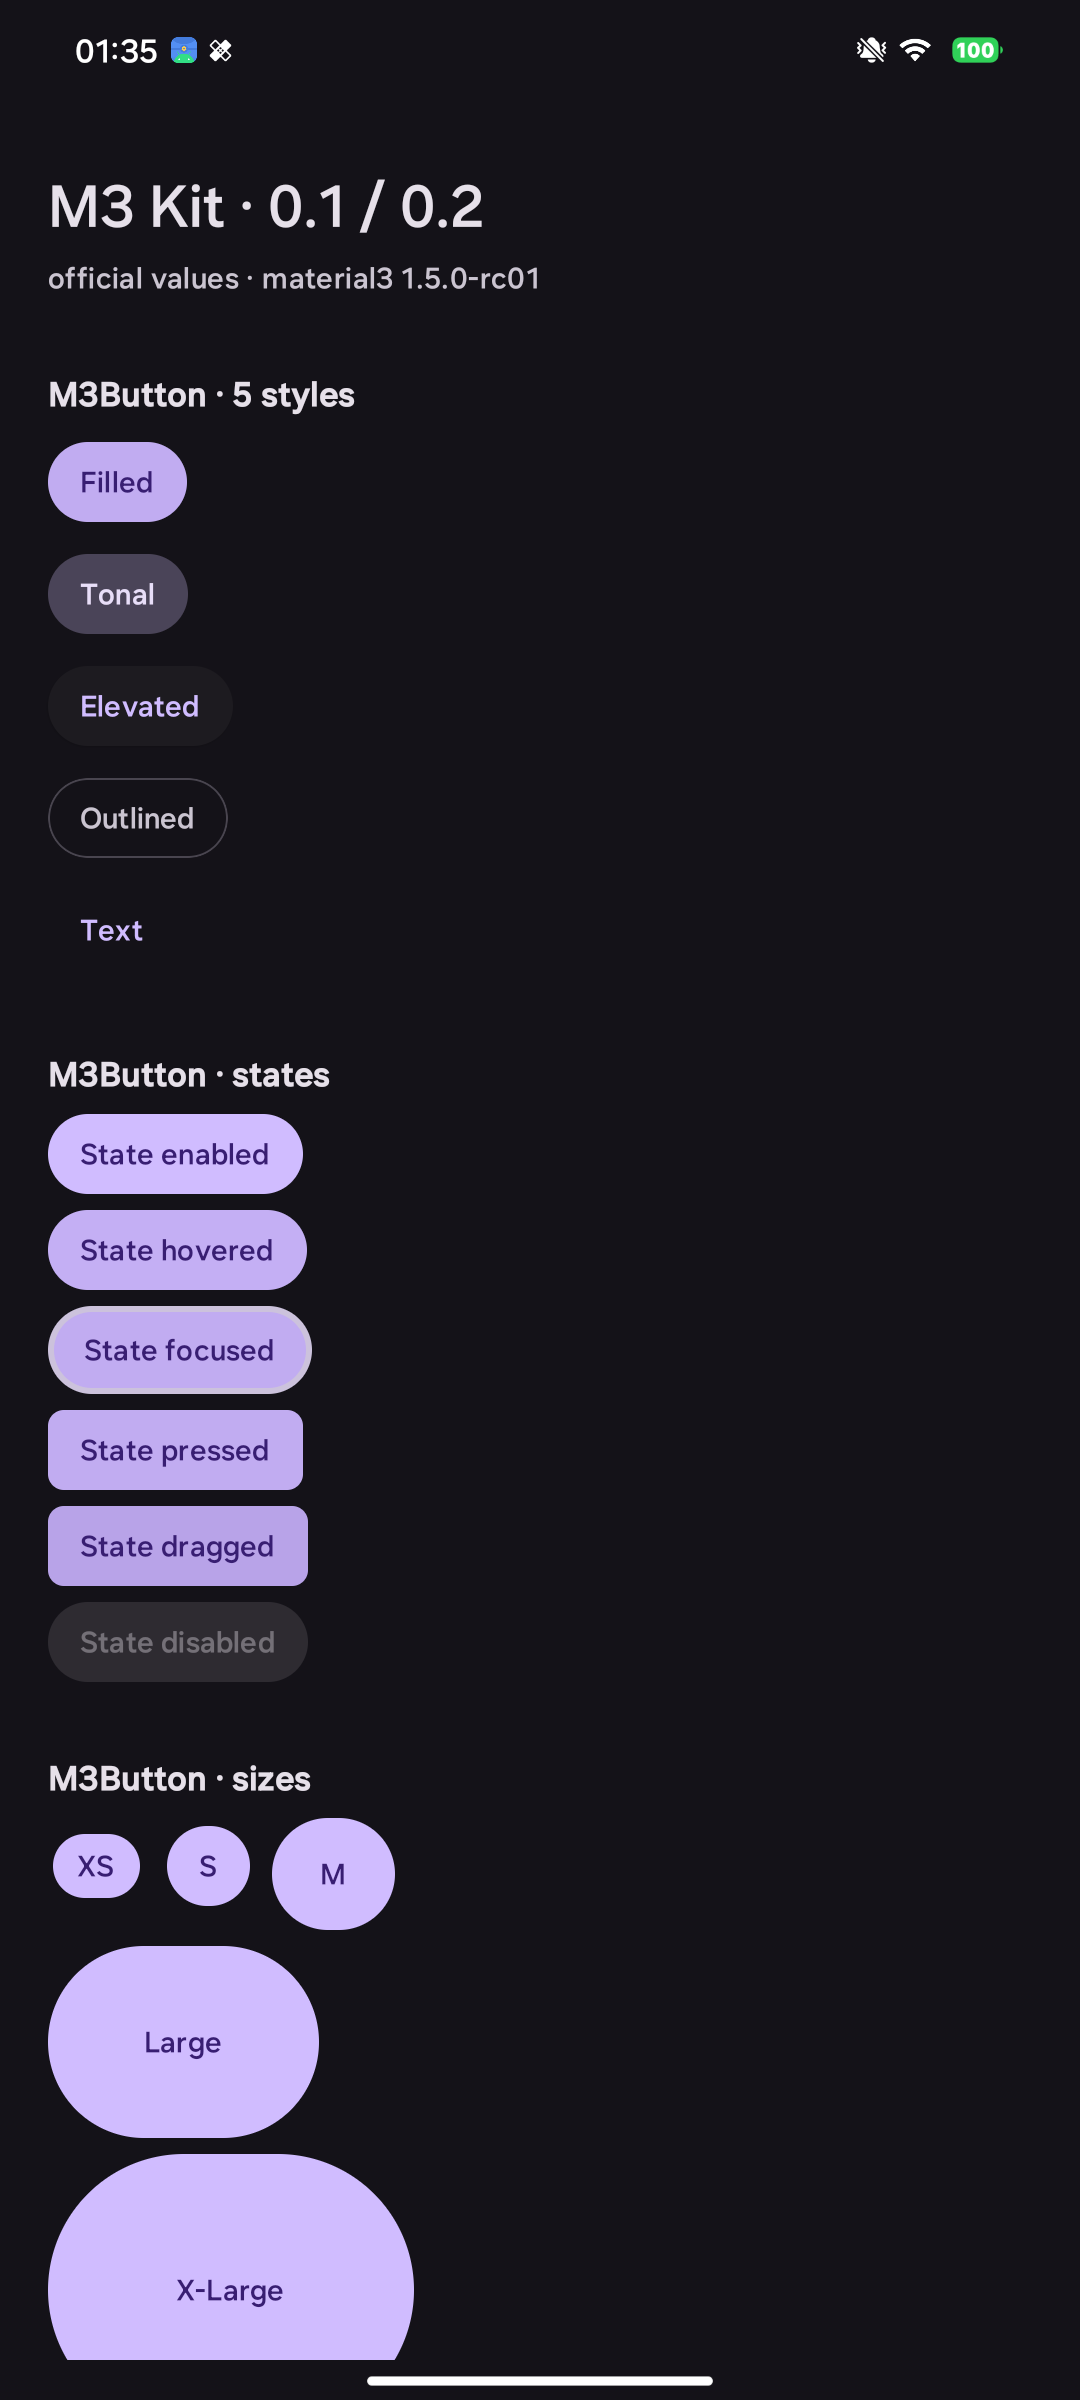 01:35
100
M3 Kit · 0.1 / 0.2
official values · material3 1.5.0-rc01
M3Button · 5 styles
Filled
Tonal
Elevated
Outlined
Text
M3Button · states
State enabled
State hovered
State focused
State pressed
State dragged
State disabled
M3Button · sizes
XS S M
Large
X-Large